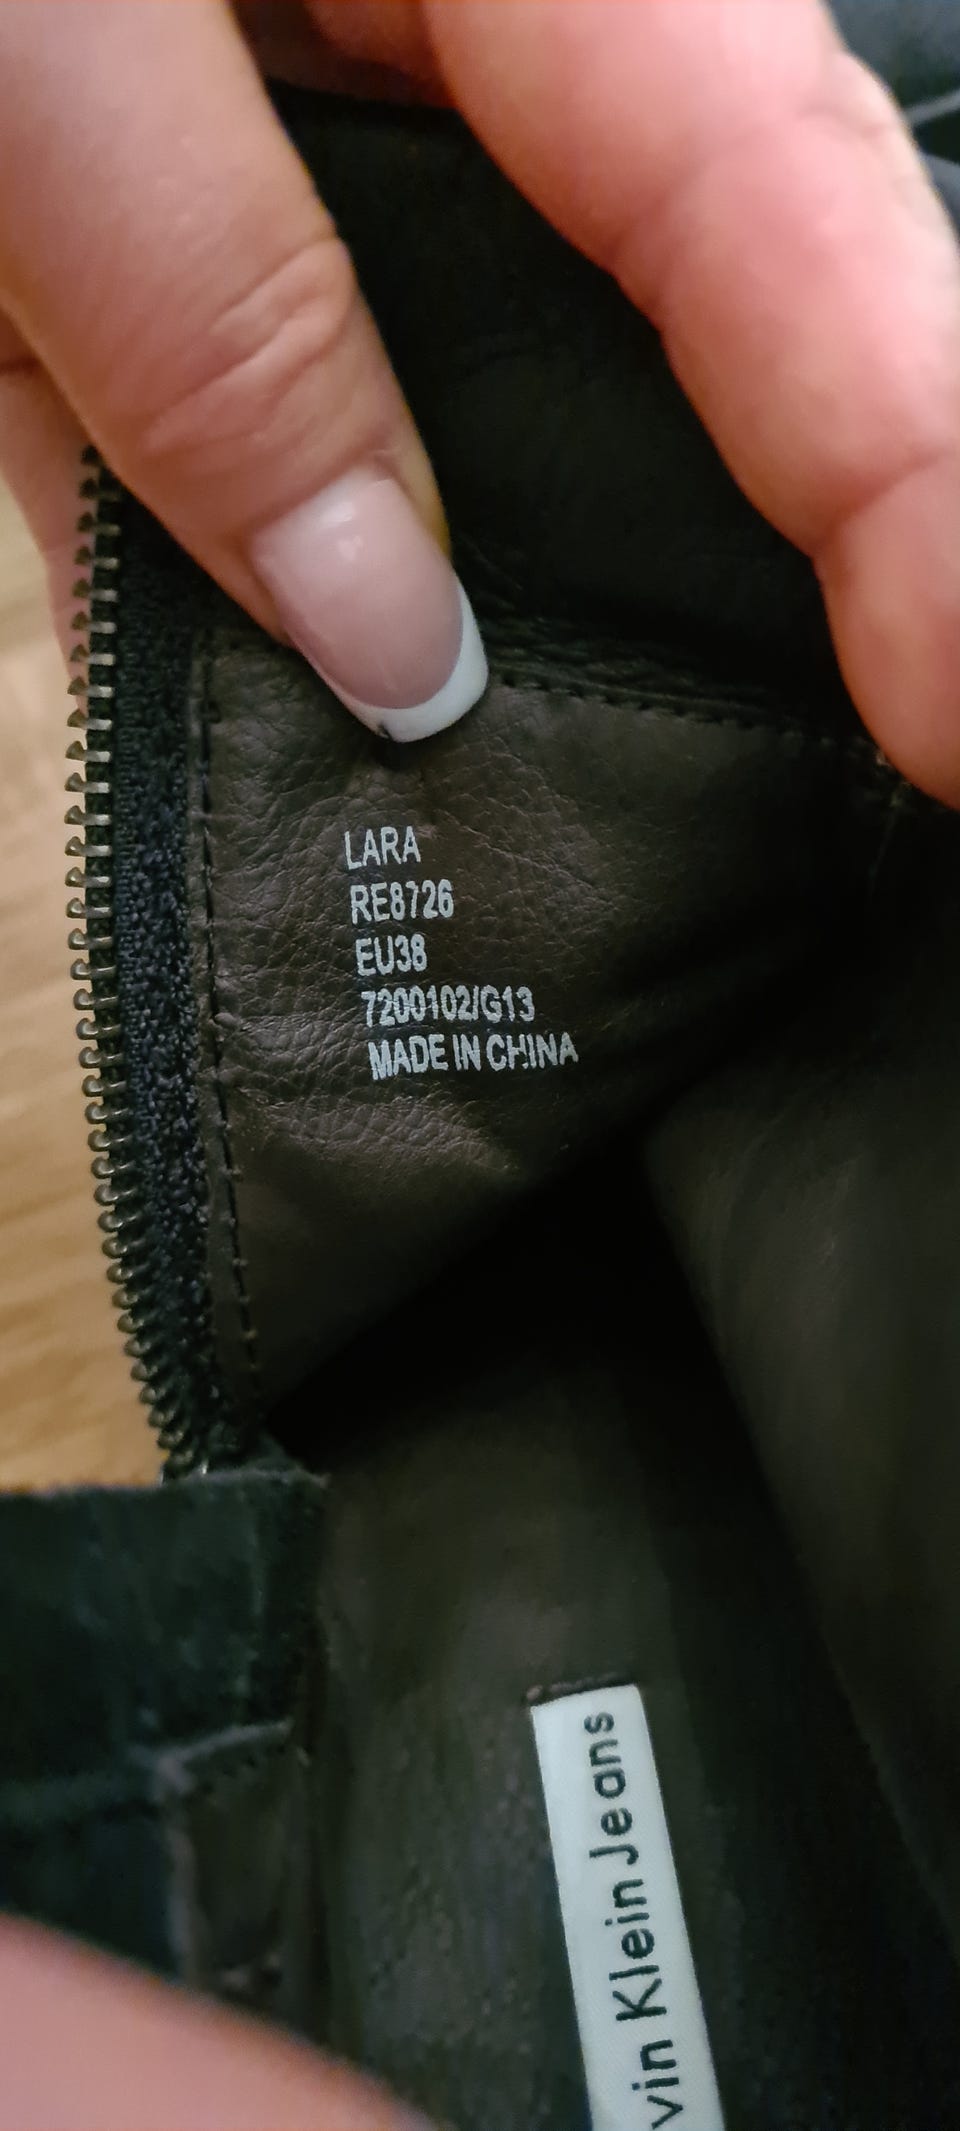 LARA
RE8726
EU38
7200102/G13
MADE IN CHINA
vin Klein Jeans